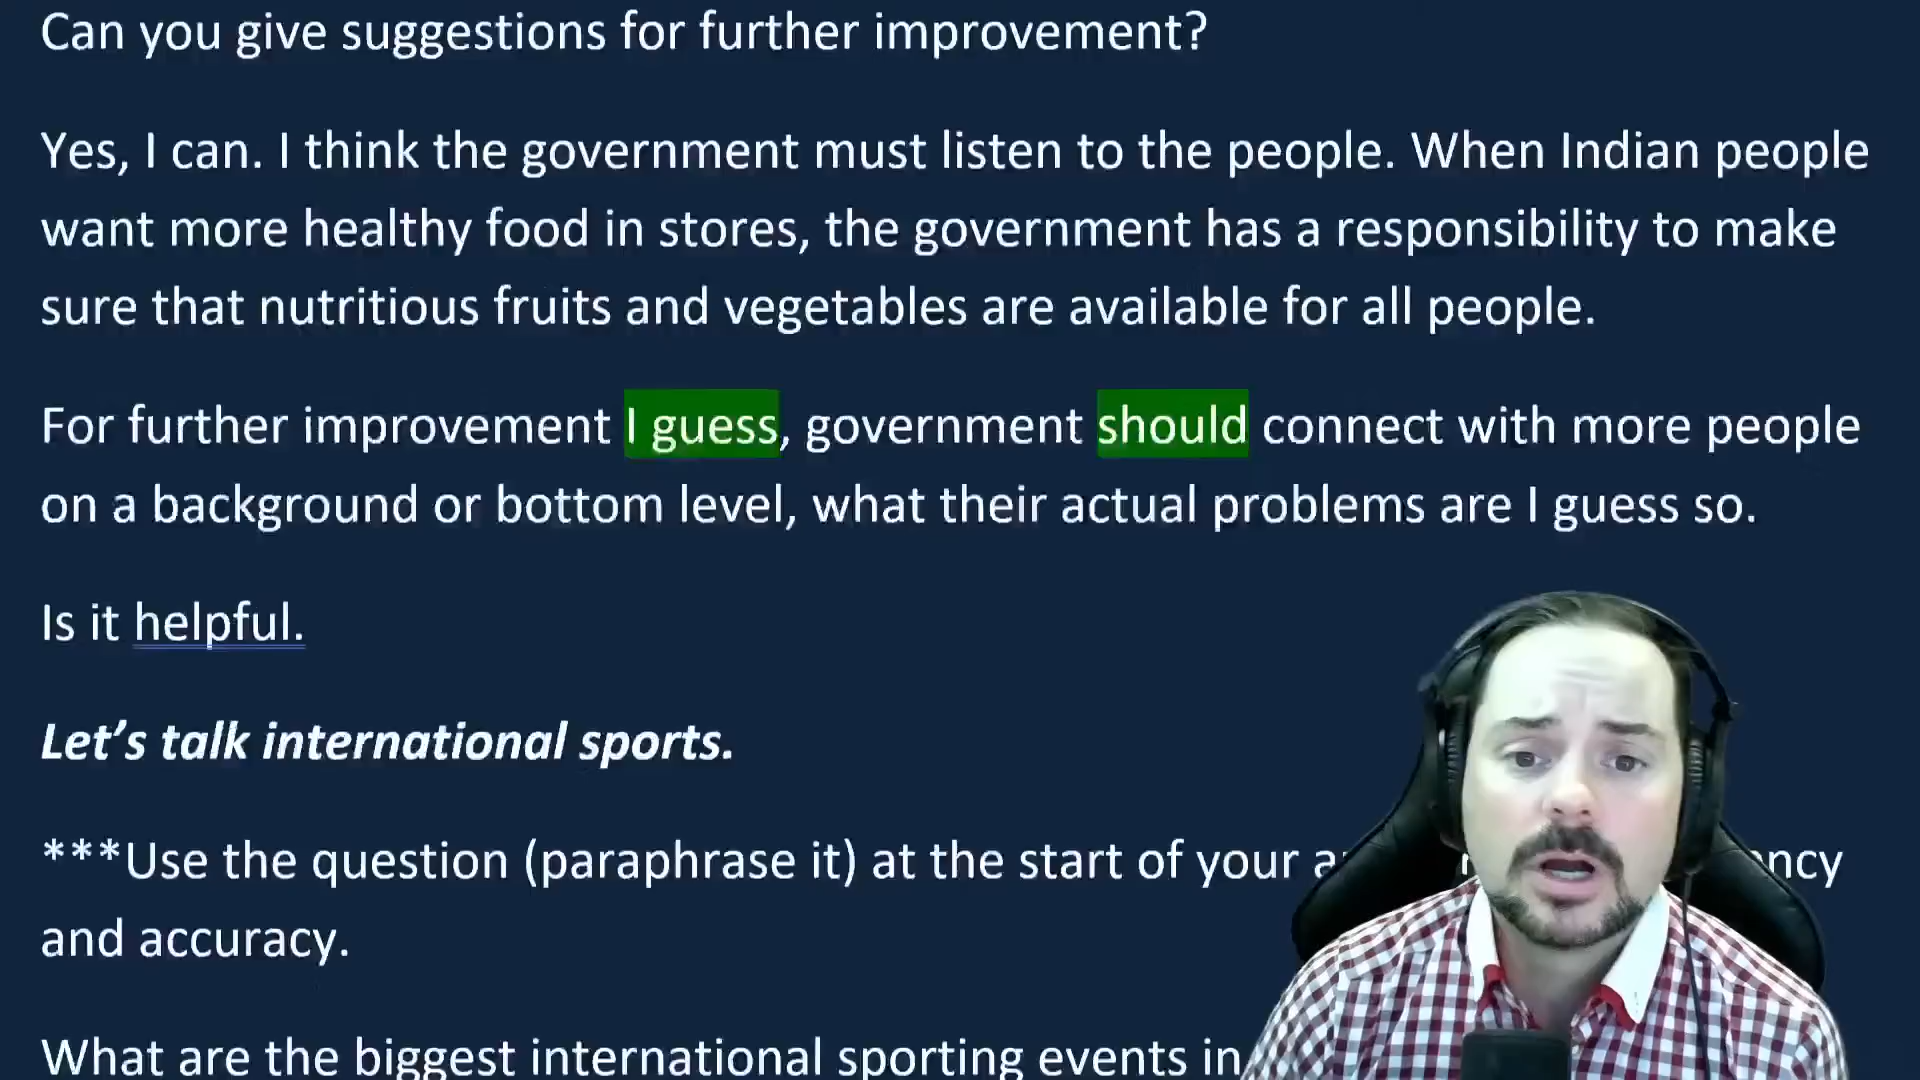 Can you give suggestions for further improvement?
Yes, I can. I think the government must listen to the people. When Indian people
want more healthy food in stores, the government has a responsibility to make
sure that nutritious fruits and vegetables are available for all people.
For further improvement I guess, government should connect with more people
on a background or bottom level, what their actual problems are I guess so.
Is it helpful.
Let’s talk international sports.
***Use the question (paraphrase it) at the start of your
and accuracy.
What are the biggest international sporting events in